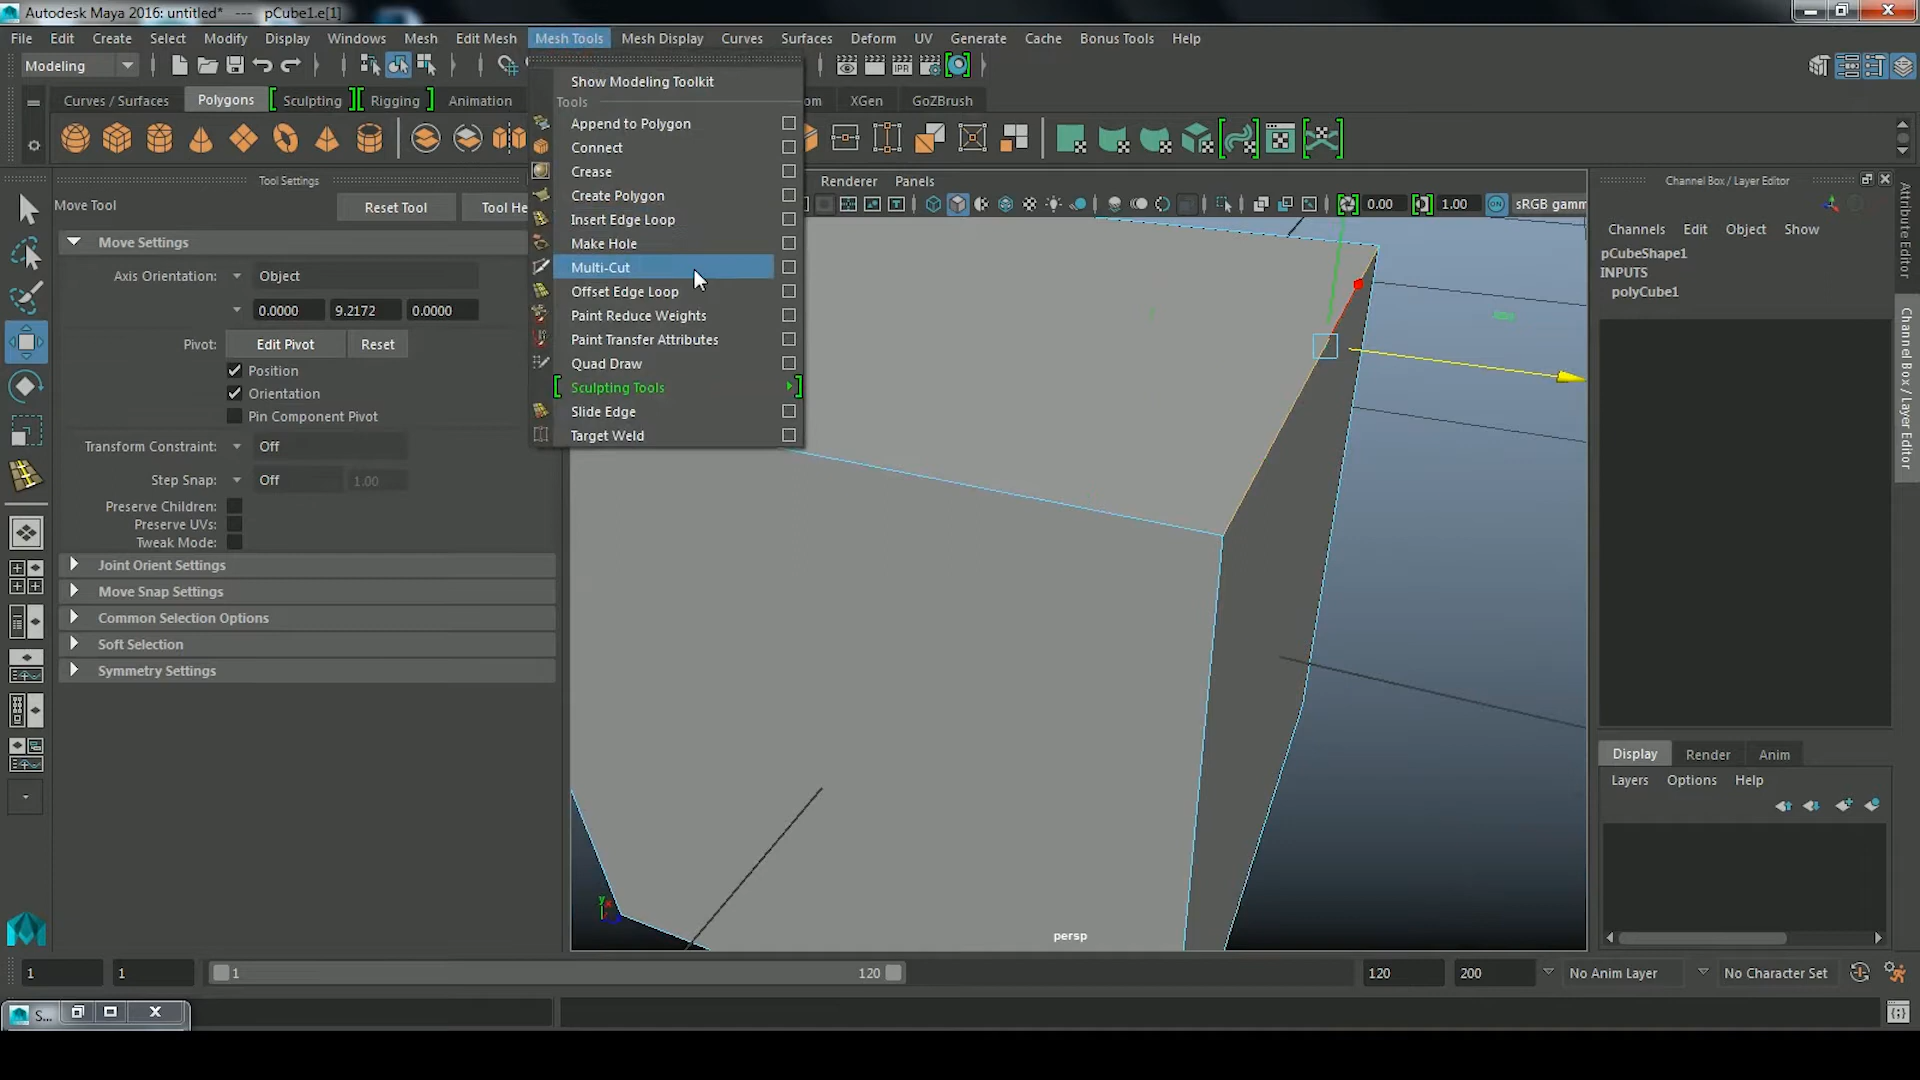 Autodesk Maya 2016: untitled* --- pCube1.e[1]
File Edit Create Select Modify Display Windows Mesh Edit Mesh Mesh Tools Mesh Display Curves Surfaces Deform UV Generate Cache Bonus Tools Help
Modeling
IPR
Curves / Surfaces Polygons Sculpting Rigging Animation om XGen GoZBrush
Show Modeling Toolkit
Tools
Append to Polygon
Connect
Crease
Create Polygon
Insert Edge Loop
Make Hole
Multi-Cut
Offset Edge Loop
Paint Reduce Weights
Paint Transfer Attributes
Quad Draw
Sculpting Tools
Slide Edge
Target Weld
Tool Settings
Move Tool
Reset Tool Tool He
Move Settings
Axis Orientation: Object
0.0000 9.2172 0.0000
Pivot: Edit Pivot Reset
Position
Orientation
Pin Component Pivot
Transform Constraint: Off
Step Snap: Off 1.00
Preserve Children:
Preserve UVs:
Tweak Mode:
Joint Orient Settings
Move Snap Settings
Common Selection Options
Soft Selection
Symmetry Settings
Renderer Panels
0.00 1.00 ON sRGB gamm
persp
Channel Box / Layer Editor
Channels Edit Object Show
pCubeShape1
INPUTS
polyCube1
Display Render Anim
Layers Options Help
Attribute Editor
Channel Box / Layer Editor
1 1 1 120 120 200 No Anim Layer No Character Set
S...